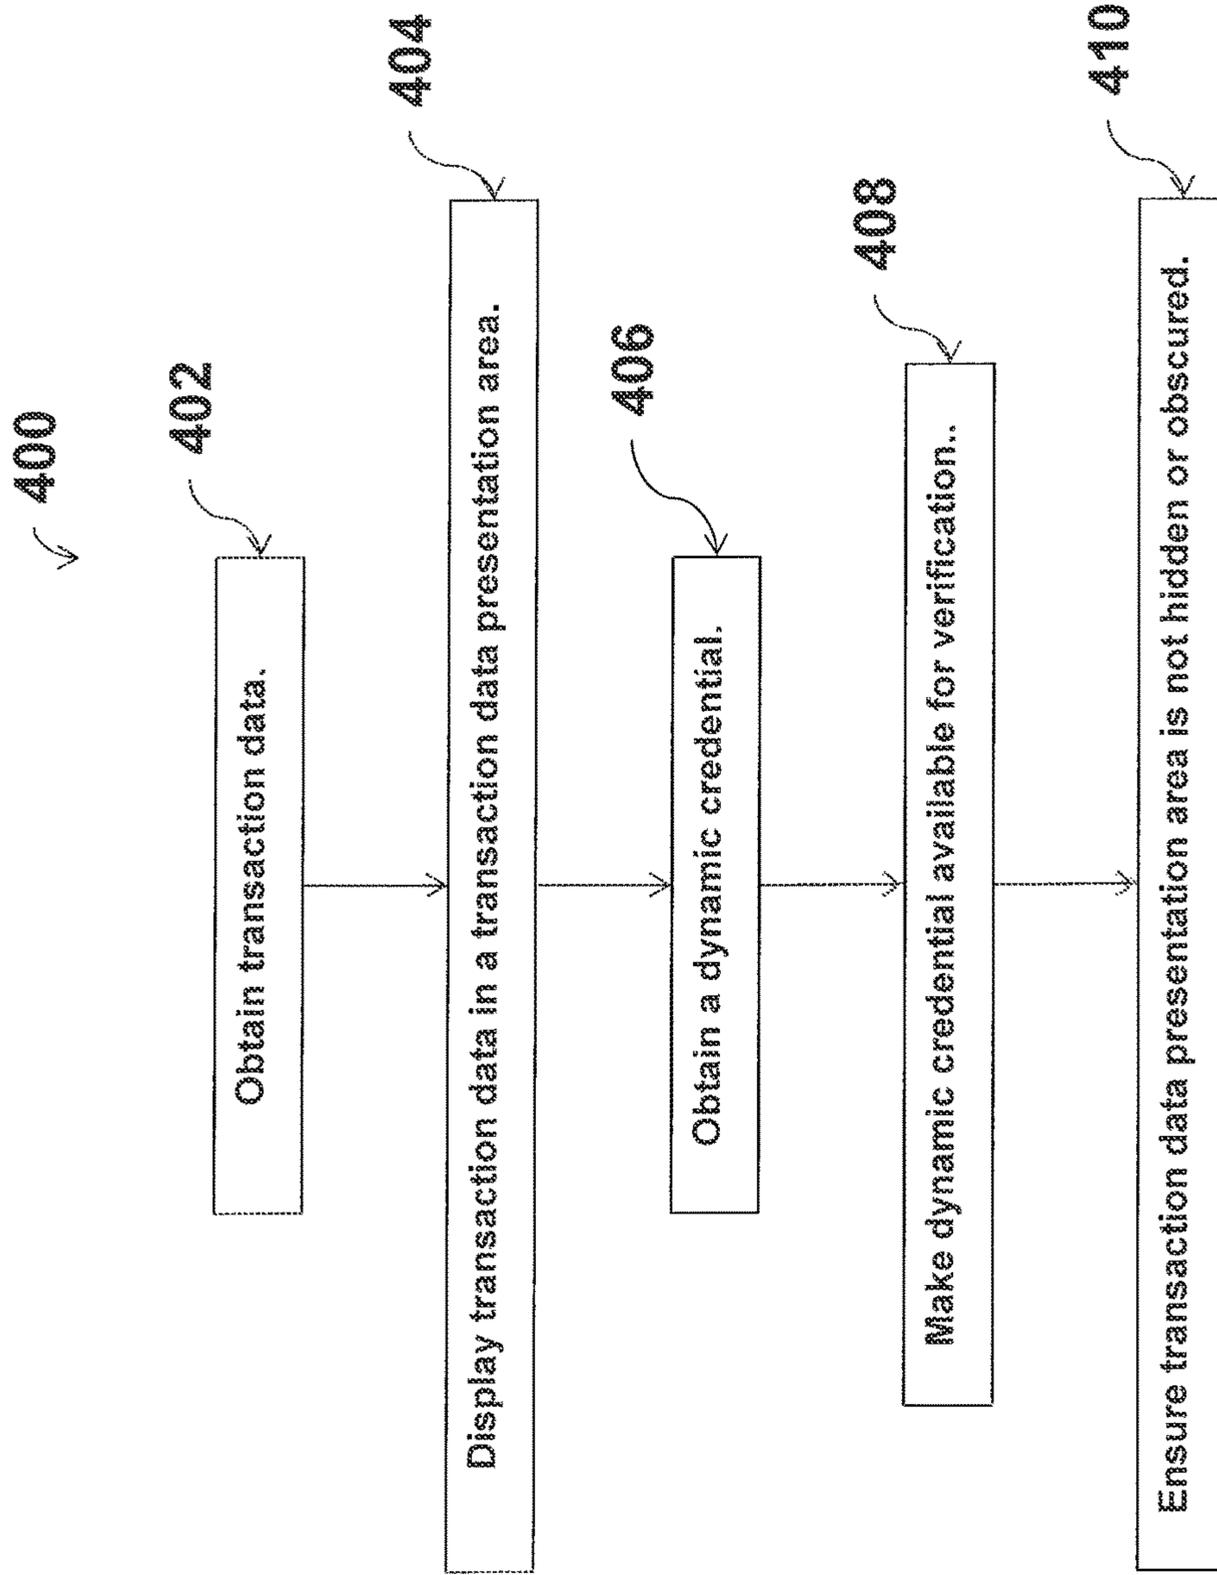 400
402
Obtain transaction data.
404
Display transaction data in a transaction data presentation area.
406
Obtain a dynamic credential.
408
Make dynamic credential available for verification..
410
Ensure transaction data presentation area is not hidden or obscured.